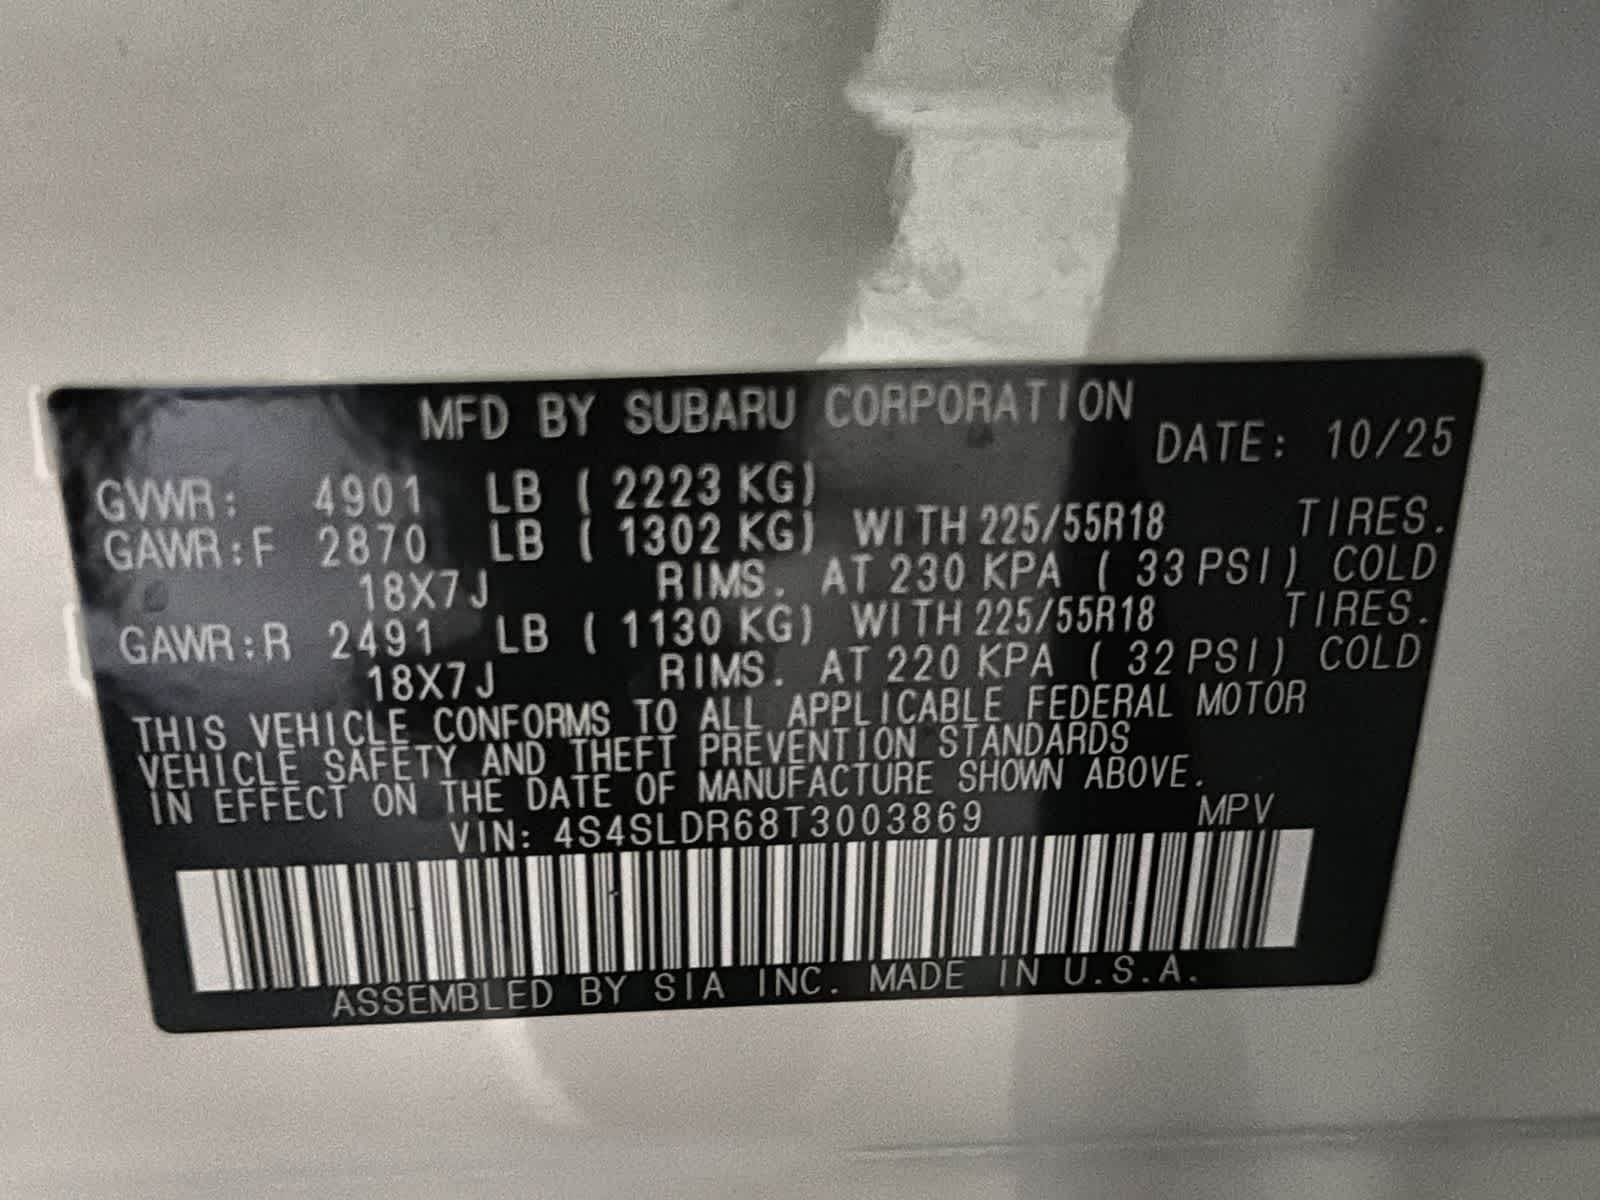 MFD BY SUBARU CORPORATION
DATE: 10/25
GVWR: 4901 LB ( 2223 KG)
GAWR:F 2870 LB ( 1302 KG) WITH 225/55R18 TIRES.
18X7J RIMS. AT 230 KPA ( 33 PSI) COLD
GAWR:R 2491 LB ( 1130 KG) WITH 225/55R18 TIRES.
18X7J RIMS. AT 220 KPA ( 32 PSI) COLD
THIS VEHICLE CONFORMS TO ALL APPLICABLE FEDERAL MOTOR
VEHICLE SAFETY AND THEFT PREVENTION STANDARDS
IN EFFECT ON THE DATE OF MANUFACTURE SHOWN ABOVE.
VIN: 4S4SLDR68T3003869 MPV
ASSEMBLED BY SIA INC. MADE IN U.S.A.